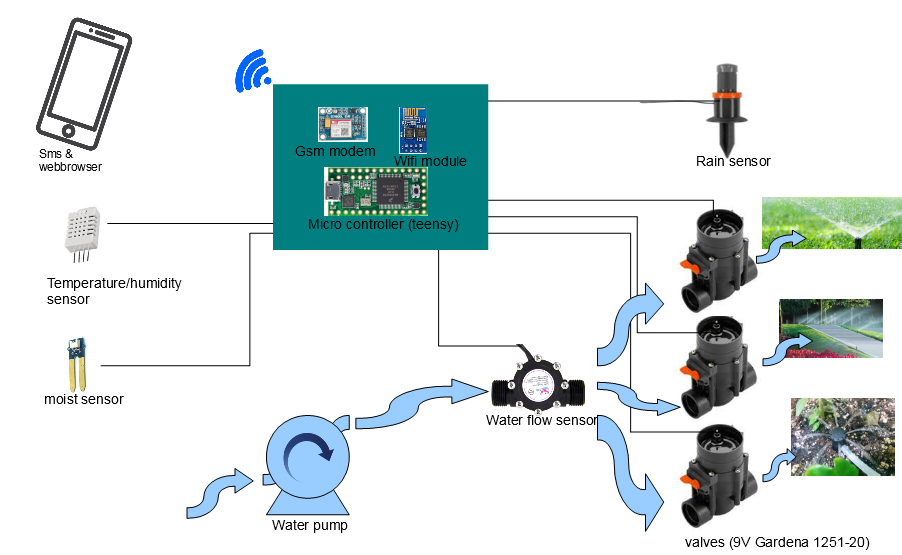 Sms &
webbrowser
Gsm modem
Wifi module
Micro controller (teensy)
Rain sensor
Temperature/humidity
sensor
moist sensor
Water flow sensor
Water pump
valves (9V Gardena 1251-20)